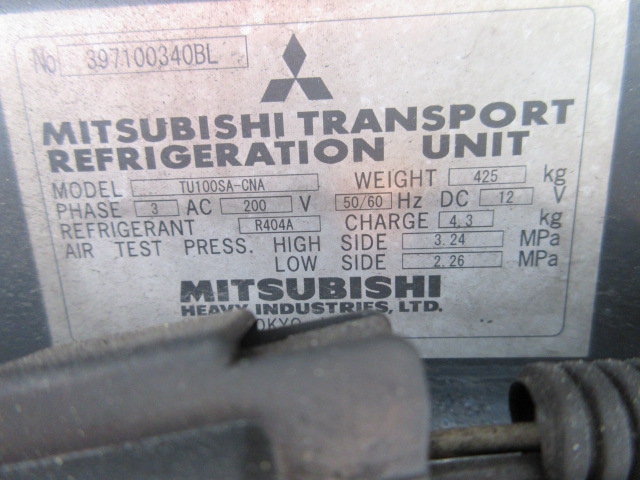 No 397100340BL
MITSUBISHI TRANSPORT
REFRIGERATION UNIT
MODEL TU100SA-CNA WEIGHT 425 kg
PHASE 3 AC 200 V 50/60 Hz DC 12 V
REFRIGERANT R404A CHARGE 4.3 kg
AIR TEST PRESS. HIGH SIDE 3.24 MPa
LOW SIDE 2.26 MPa
MITSUBISHI
HEAVY INDUSTRIES, LTD.